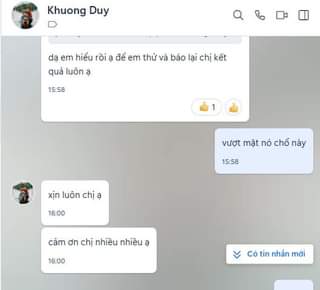 Khuong Duy
dạ em hiểu rồi ạ để em thử và báo lại chị kết
quả luôn ạ
15:58
1
vượt mặt nó chổ này
15:58
xịn luôn chị ạ
16:00
cảm ơn chị nhiều nhiều ạ
16:00
Có tin nhắn mới